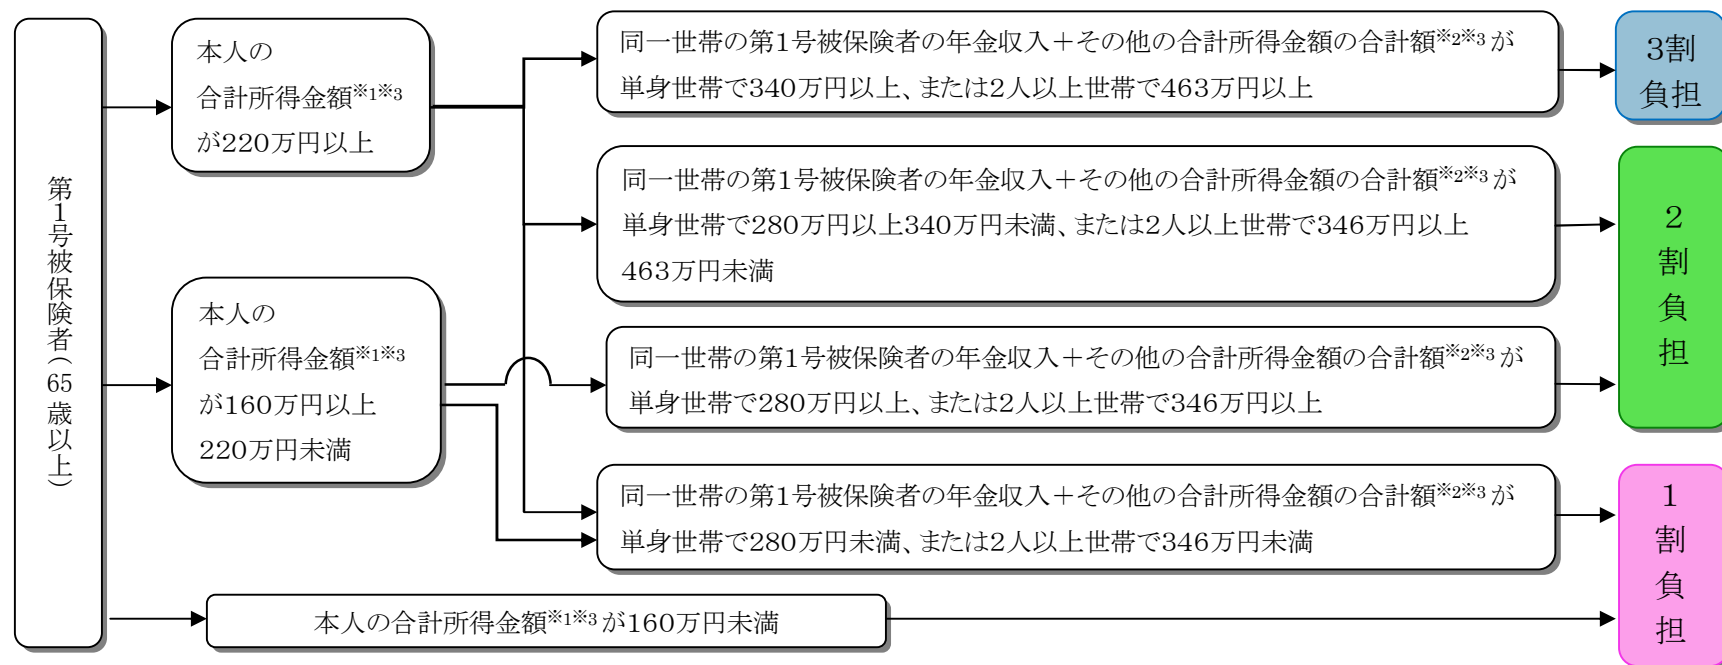 第1号被保険者(65歳以上)
本人の
合計所得金額※1※3
が220万円以上
同一世帯の第1号被保険者の年金収入+その他の合計所得金額の合計額※2※3が
単身世帯で340万円以上、または2人以上世帯で463万円以上
3割
負担
同一世帯の第1号被保険者の年金収入+その他の合計所得金額の合計額※2※3が
単身世帯で280万円以上340万円未満、または2人以上世帯で346万円以上
463万円未満
2割負担
本人の
合計所得金額※1※3
が160万円以上
220万円未満
同一世帯の第1号被保険者の年金収入+その他の合計所得金額の合計額※2※3が
単身世帯で280万円以上、または2人以上世帯で346万円以上
同一世帯の第1号被保険者の年金収入+その他の合計所得金額の合計額※2※3が
単身世帯で280万円未満、または2人以上世帯で346万円未満
1割負担
本人の合計所得金額※1※3が160万円未満